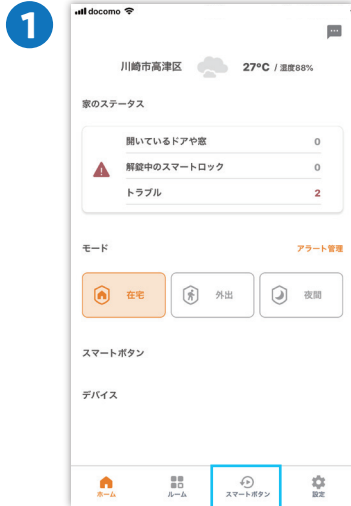 1
docomo
川崎市高津区 27°C / 湿度88%
家のステータス
開いているドアや窓 0
解錠中のスマートロック 0
トラブル 2
モード アラート管理
在宅 外出 夜間
スマートボタン
デバイス
ホーム ルーム スマートボタン 設定